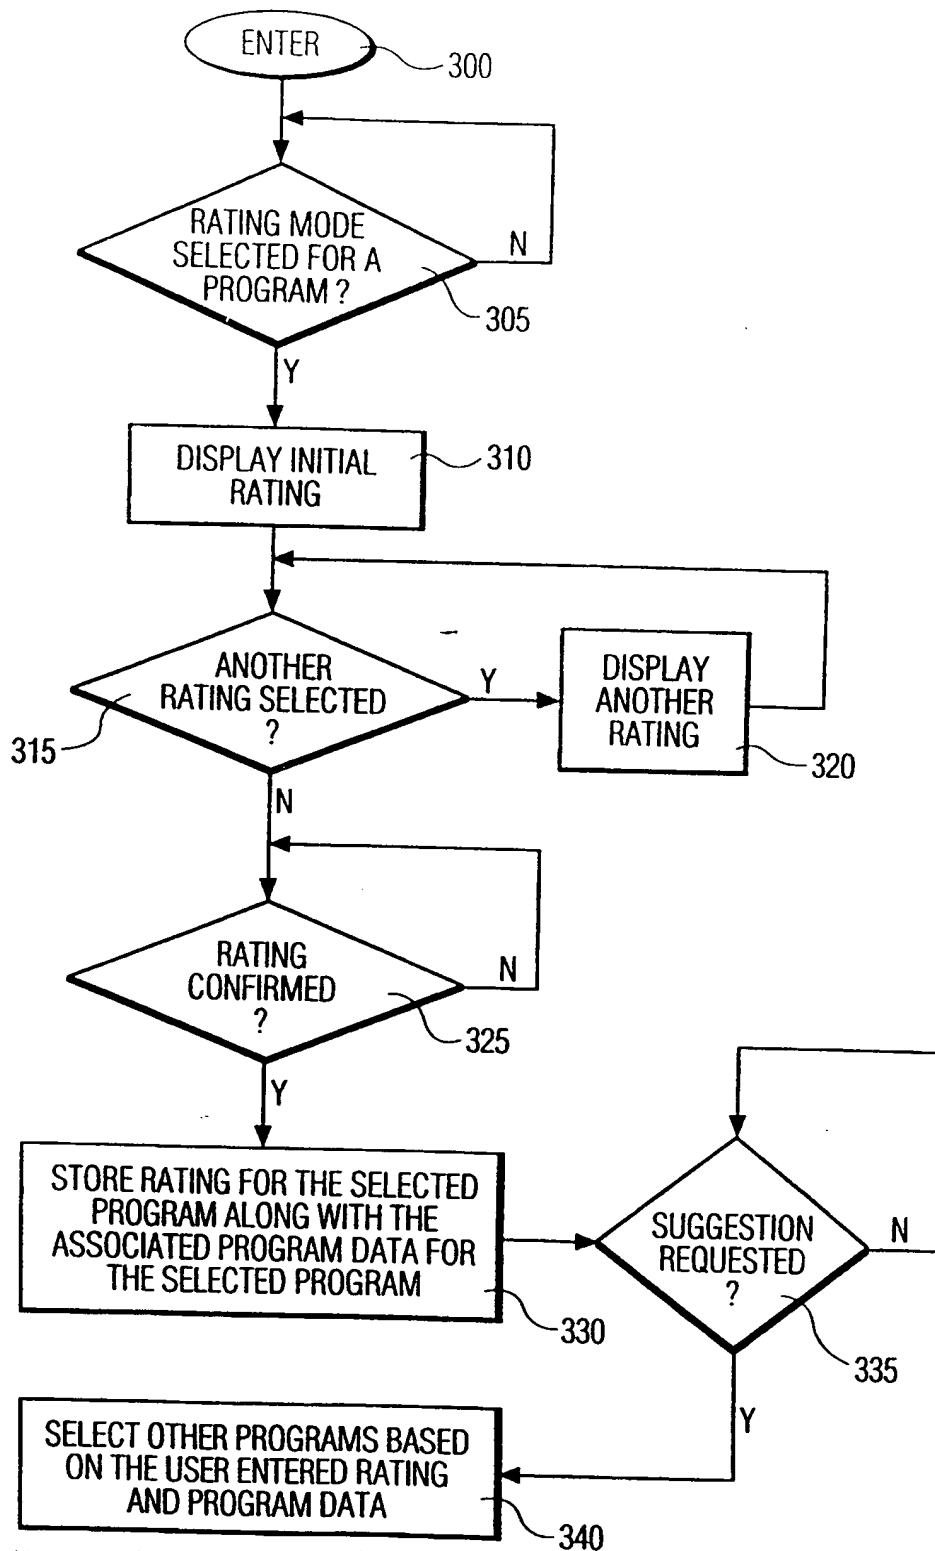 ENTER
300
RATING MODE
SELECTED FOR A
PROGRAM ?
N
305
Y
DISPLAY INITIAL
RATING
310
ANOTHER
RATING SELECTED
?
315
Y
DISPLAY
ANOTHER
RATING
320
N
RATING
CONFIRMED
?
N
325
Y
STORE RATING FOR THE SELECTED
PROGRAM ALONG WITH THE
ASSOCIATED PROGRAM DATA FOR
THE SELECTED PROGRAM
330
SUGGESTION
REQUESTED
?
N
335
Y
SELECT OTHER PROGRAMS BASED
ON THE USER ENTERED RATING
AND PROGRAM DATA
340